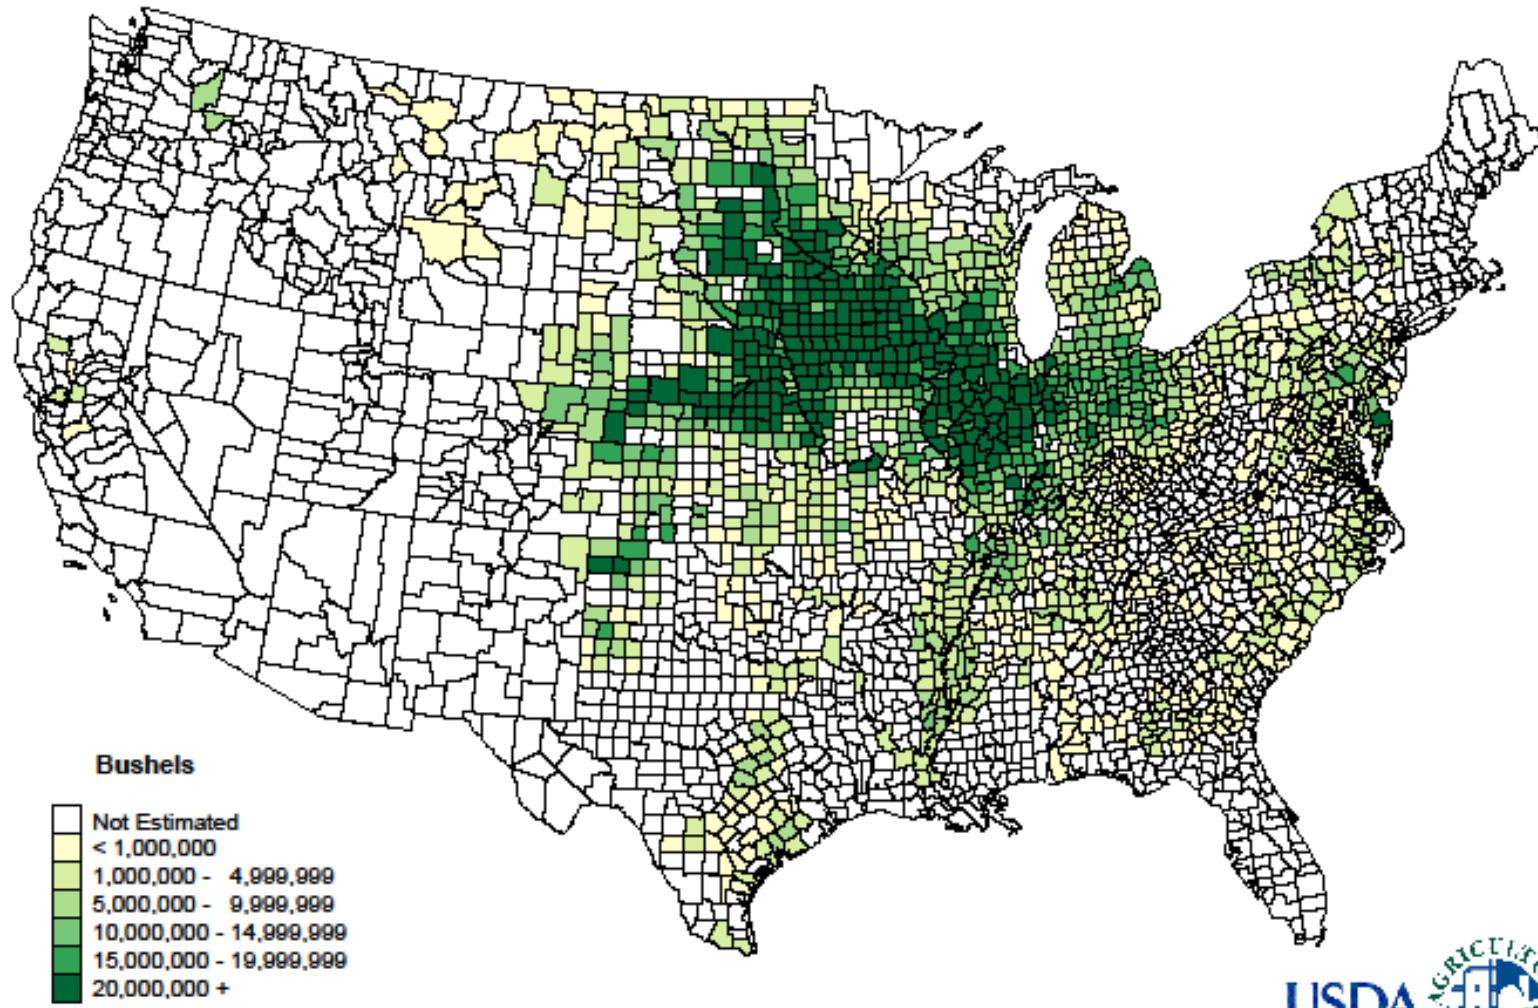 Bushels
Not Estimated
< 1,000,000
1,000,000 - 4,999,999
5,000,000 - 9,999,999
10,000,000 - 14,999,999
15,000,000 - 19,999,999
20,000,000 +
USDA